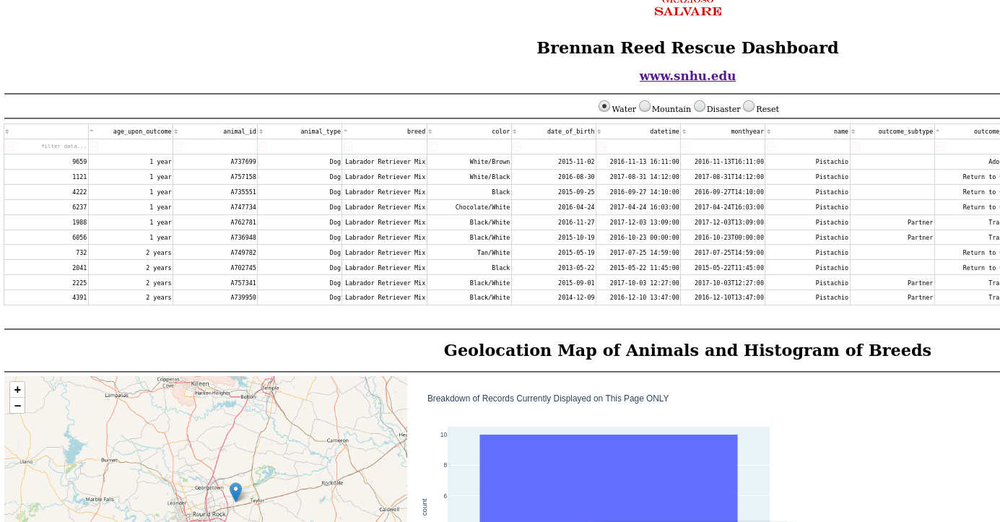 GRAZIOSO
SALVARE
Brennan Reed Rescue Dashboard
www.snhu.edu
Water Mountain Disaster Reset
age_upon_outcome animal_id animal_type breed color date_of_birth datetime monthyear name outcome_subtype outcome_
filter data...
9659 1 year A737699 Dog Labrador Retriever Mix White/Brown 2015-11-02 2016-11-13 16:11:00 2016-11-13T16:11:00 Pistachio Ado
1121 1 year A757158 Dog Labrador Retriever Mix White/Black 2016-08-30 2017-08-31 14:12:00 2017-08-31T14:12:00 Pistachio Return to
4222 1 year A735551 Dog Labrador Retriever Mix Black 2015-09-25 2016-09-27 14:10:00 2016-09-27T14:10:00 Pistachio Return to
6237 1 year A747734 Dog Labrador Retriever Mix Chocolate/White 2016-04-24 2017-04-24 16:03:00 2017-04-24T16:03:00 Pistachio Return to
1988 1 year A762781 Dog Labrador Retriever Mix Black/White 2016-11-27 2017-12-03 13:09:00 2017-12-03T13:09:00 Pistachio Partner Tra
6056 1 year A736948 Dog Labrador Retriever Mix Black/White 2015-10-19 2016-10-23 00:00:00 2016-10-23T00:00:00 Pistachio Partner Tra
732 2 years A749782 Dog Labrador Retriever Mix Tan/White 2015-05-19 2017-07-25 14:59:00 2017-07-25T14:59:00 Pistachio Return to
2041 2 years A702745 Dog Labrador Retriever Mix Black 2013-05-22 2015-05-22 11:45:00 2015-05-22T11:45:00 Pistachio Return to
2225 2 years A757341 Dog Labrador Retriever Mix Black/White 2015-09-01 2017-10-03 12:27:00 2017-10-03T12:27:00 Pistachio Partner Tra
4391 2 years A739950 Dog Labrador Retriever Mix Black/White 2014-12-09 2016-12-10 13:47:00 2016-12-10T13:47:00 Pistachio Partner Tra
Geolocation Map of Animals and Histogram of Breeds
+
−
Copperas
Cove
Killeen
Harker Heights
Temple
Belton
Lampasas
Cameron
Hea
Llano
Burnet
Rockdale
Georgetown
Taylor
Marble Falls
Leander
Caldwell
Round Rock
Breakdown of Records Currently Displayed on This Page ONLY
10
8
6
count